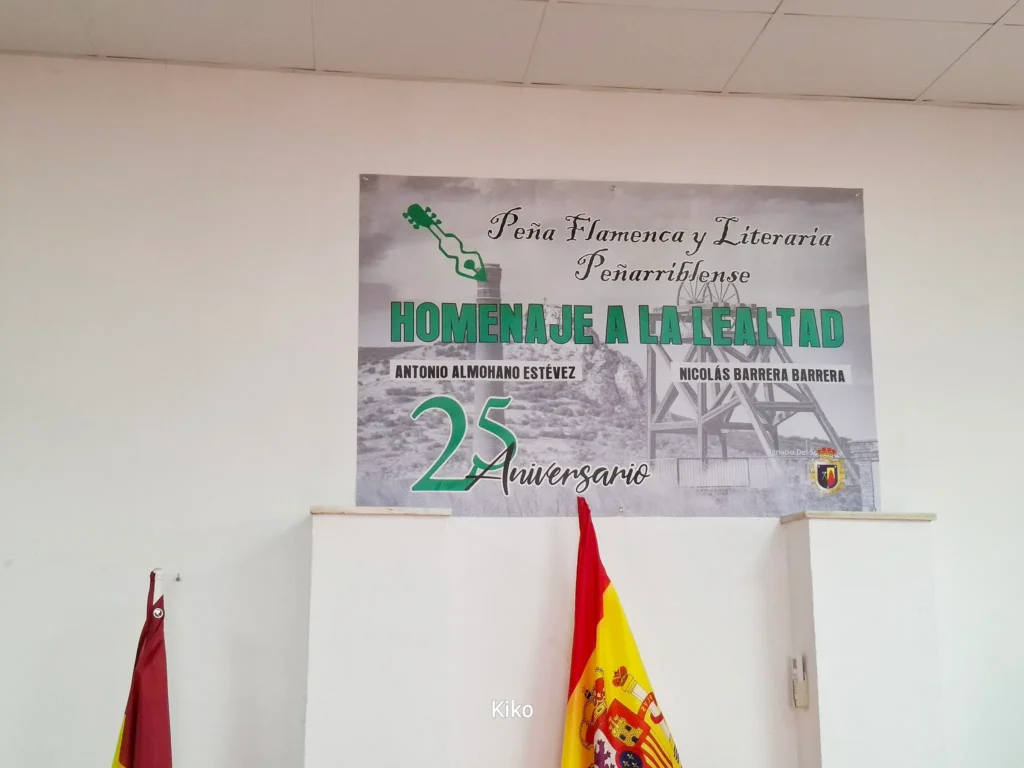 Peña Flamenca y Literaria
Peñarriblense
HOMENAJE A LA LEALTAD
ANTONIO ALMOHANO ESTÉVEZ
NICOLÁS BARRERA BARRERA
25
Aniversario
Kiko